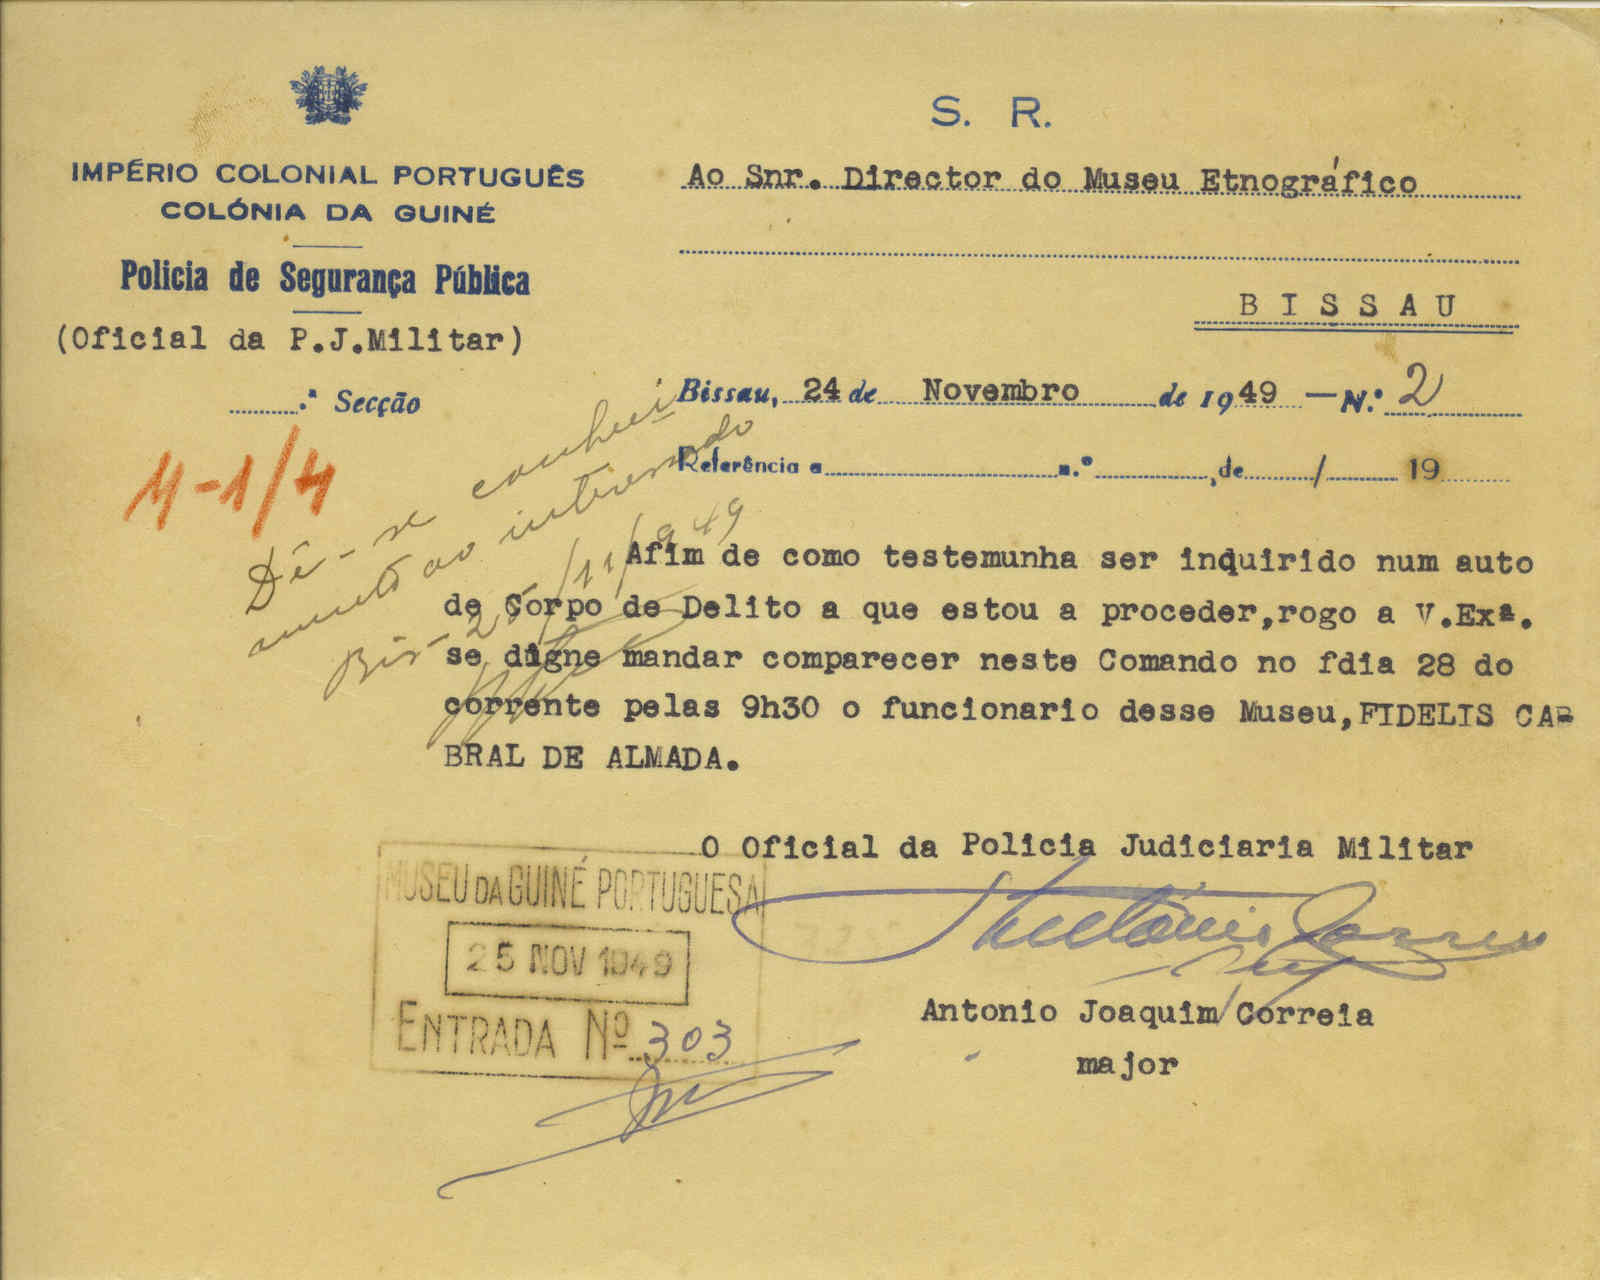 S. R.
IMPÉRIO COLONIAL PORTUGUÊS
COLÓNIA DA GUINÉ
Policia de Segurança Pública
(Oficial da P.J.Militar)
.ª Secção
4-1/4
Ao Snr. Director do Museu Etnográfico
BISSAU
Bissau, 24 de Novembro de 1949 — N.º 2
Referência a n.º , de / 19
Dê-se conheci
mento ao interessado
Bis- 25/11/949
Afim de como testemunha ser inquirido num auto
de Corpo de Delito a que estou a proceder,rogo a V.Exª.
se digne mandar comparecer neste Comando no fdia 28 do
corrente pelas 9h30 o funcionario desse Museu,FIDELIS CA-
BRAL DE ALMADA.
O Oficial da Policia Judiciaria Militar
Antonio Joaquim Correia
major
MUSEU DA GUINÉ PORTUGUESA
25 NOV 1949
ENTRADA Nº 303